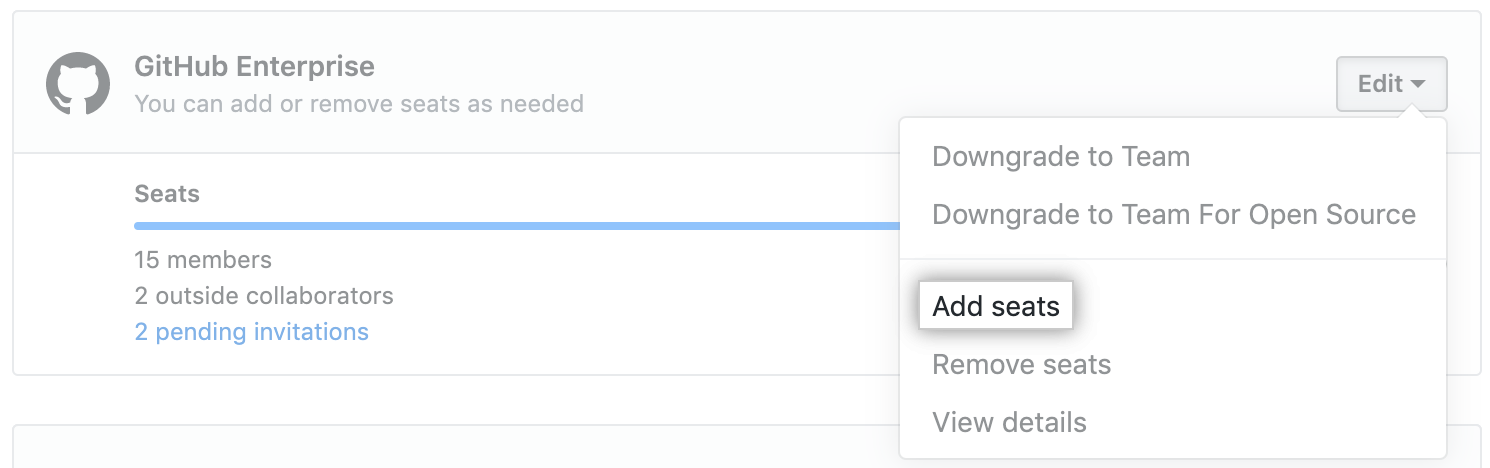 GitHub Enterprise
You can add or remove seats as needed
Edit
Downgrade to Team
Downgrade to Team For Open Source
Add seats
Remove seats
View details
Seats
15 members
2 outside collaborators
2 pending invitations